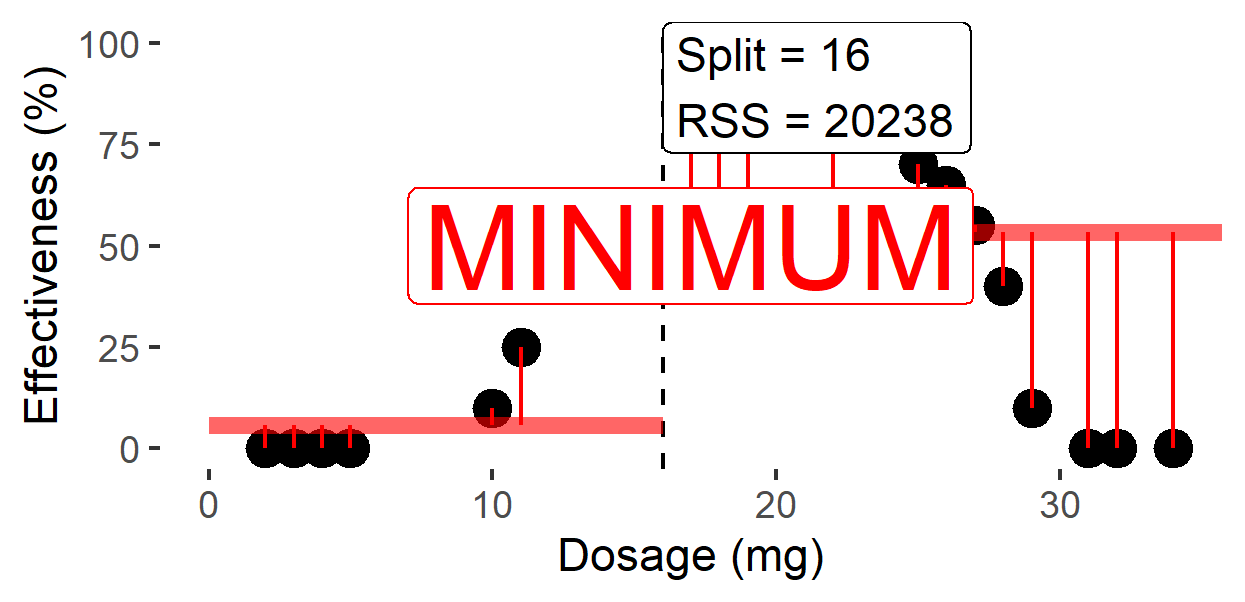 Split = 16
RSS = 20238
MINIMUM
Effectiveness (%)
100
75
50
25
0
0 10 20 30
Dosage (mg)